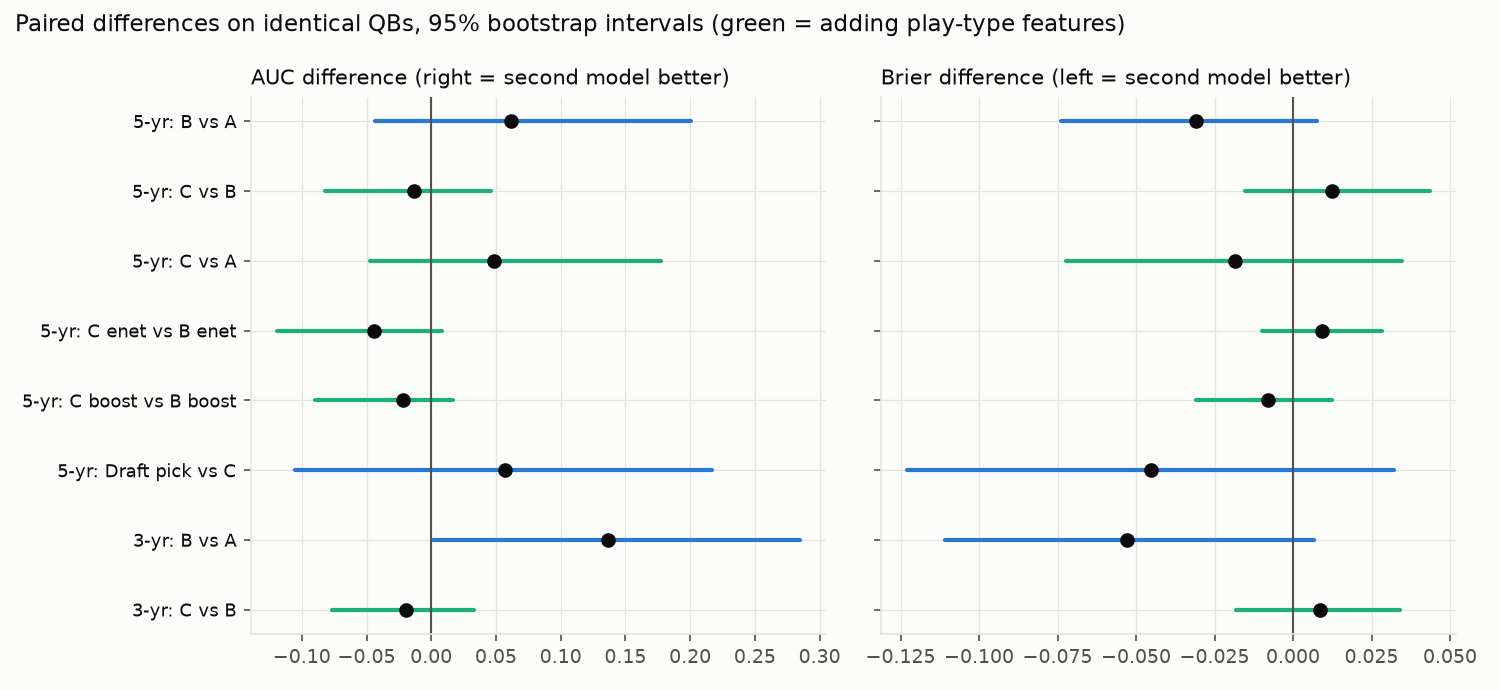 Paired differences on identical QBs, 95% bootstrap intervals (green = adding play-type features)
AUC difference (right = second model better)
Brier difference (left = second model better)
5-yr: B vs A
5-yr: C vs B
5-yr: C vs A
5-yr: C enet vs B enet
5-yr: C boost vs B boost
5-yr: Draft pick vs C
3-yr: B vs A
3-yr: C vs B
−0.10 −0.05 0.00 0.05 0.10 0.15 0.20 0.25 0.30
−0.125 −0.100 −0.075 −0.050 −0.025 0.000 0.025 0.050